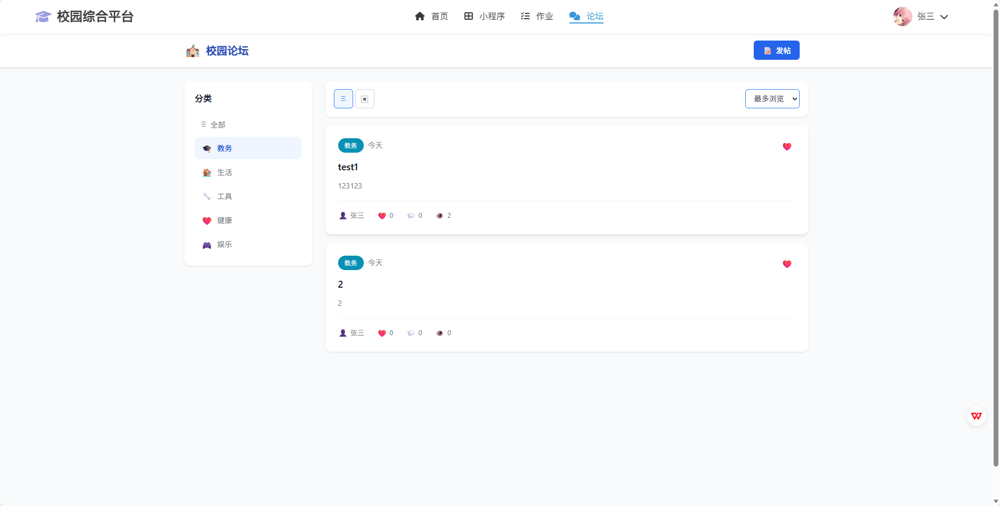 校园综合平台
首页
小程序
作业
论坛
张三
校园论坛
发帖
分类
全部
教务
生活
工具
健康
娱乐
最多浏览
教务 今天
test1
123123
张三 0 0 2
教务 今天
2
2
张三 0 0 0